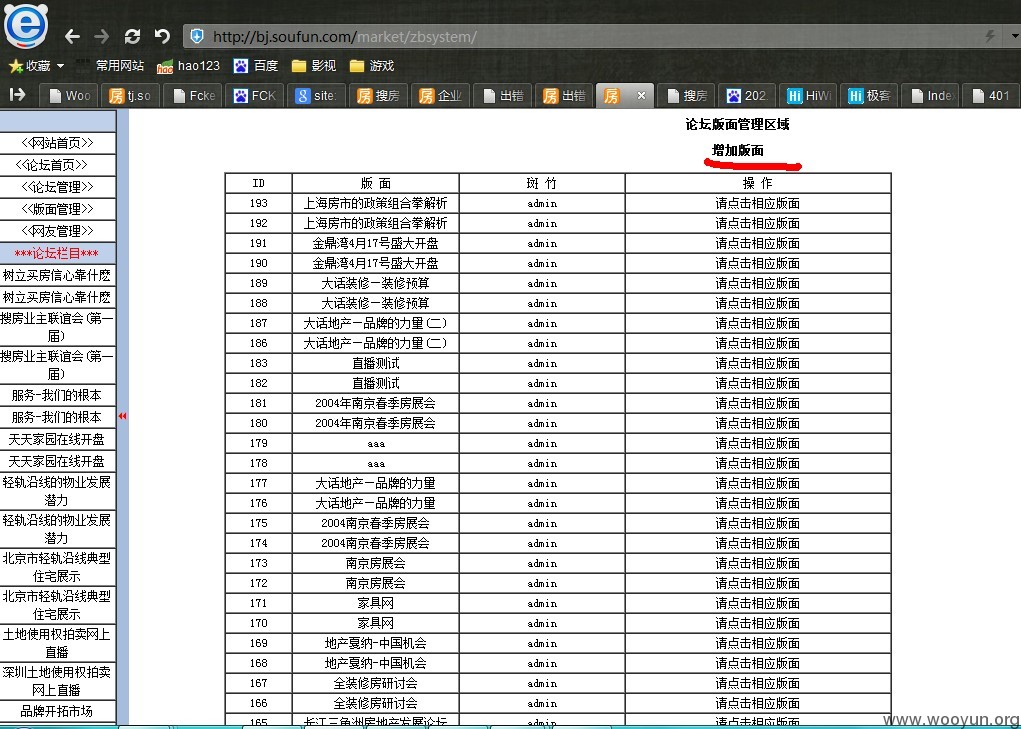 http://bj.soufun.com/market/zbsystem/
收藏 常用网站 hao123 百度 影视 游戏
Woo tj.so Fcke FCK site: 搜房 企业 出错 出错 搜房 202. HiWi 极客 Inde 401
<<网站首页>>
<<论坛首页>>
<<论坛管理>>
<<版面管理>>
<<网友管理>>
***论坛栏目***
树立买房信心靠什麽
树立买房信心靠什麽
搜房业主联谊会(第一
届)
搜房业主联谊会(第一
届)
服务-我们的根本
服务-我们的根本
天天家园在线开盘
天天家园在线开盘
轻轨沿线的物业发展
潜力
轻轨沿线的物业发展
潜力
北京市轻轨沿线典型
住宅展示
北京市轻轨沿线典型
住宅展示
土地使用权拍卖网上
直播
深圳土地使用权拍卖
网上直播
品牌开拓市场
论坛版面管理区域
增加版面
ID 版 面 斑 竹 操 作
193 上海房市的政策组合拳解析 admin 请点击相应版面
192 上海房市的政策组合拳解析 admin 请点击相应版面
191 金鼎湾4月17号盛大开盘 admin 请点击相应版面
190 金鼎湾4月17号盛大开盘 admin 请点击相应版面
189 大话装修—装修预算 admin 请点击相应版面
188 大话装修—装修预算 admin 请点击相应版面
187 大话地产—品牌的力量(二) admin 请点击相应版面
186 大话地产—品牌的力量(二) admin 请点击相应版面
183 直播测试 admin 请点击相应版面
182 直播测试 admin 请点击相应版面
181 2004年南京春季房展会 admin 请点击相应版面
180 2004年南京春季房展会 admin 请点击相应版面
179 aaa admin 请点击相应版面
178 aaa admin 请点击相应版面
177 大话地产—品牌的力量 admin 请点击相应版面
176 大话地产—品牌的力量 admin 请点击相应版面
175 2004南京春季房展会 admin 请点击相应版面
174 2004南京春季房展会 admin 请点击相应版面
173 南京房展会 admin 请点击相应版面
172 南京房展会 admin 请点击相应版面
171 家具网 admin 请点击相应版面
170 家具网 admin 请点击相应版面
169 地产戛纳-中国机会 admin 请点击相应版面
168 地产戛纳-中国机会 admin 请点击相应版面
167 全装修房研讨会 admin 请点击相应版面
166 全装修房研讨会 admin 请点击相应版面
165 长江三角洲房地产发展论坛 admin 请点击相应版面
www.wooyun.org